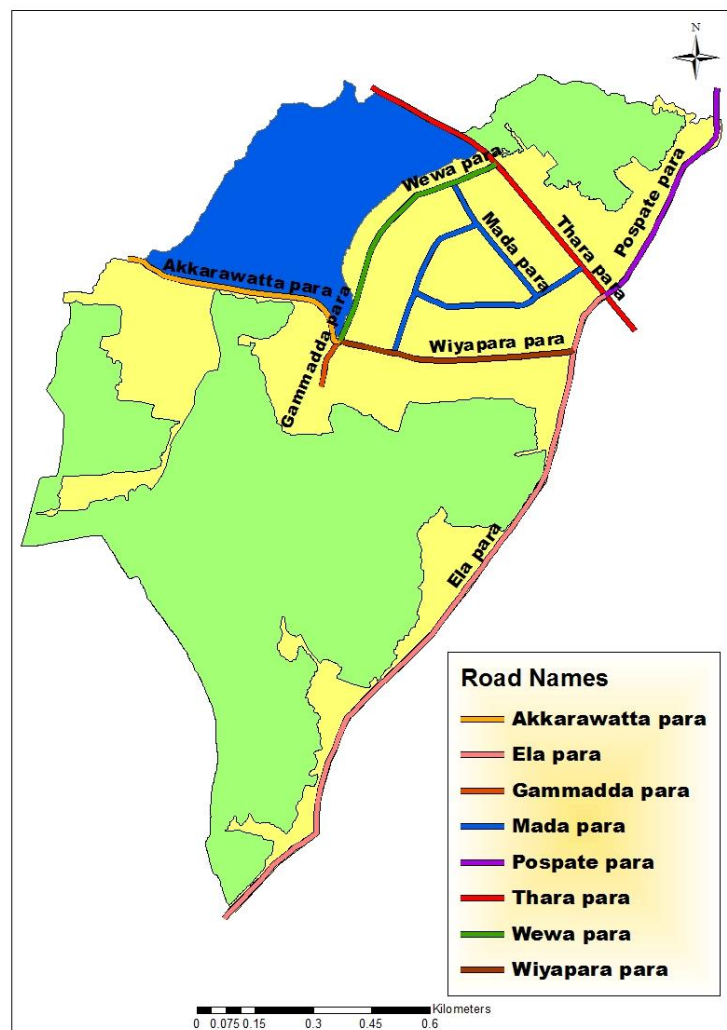 N
Wewa para
Pospate para
Mada para
Thara para
Akkarawatta para
Gammadda para
Wiyapara para
Ela para
Road Names
Akkarawatta para
Ela para
Gammadda para
Mada para
Pospate para
Thara para
Wewa para
Wiyapara para
Kilometers
0 0.075 0.15 0.3 0.45 0.6